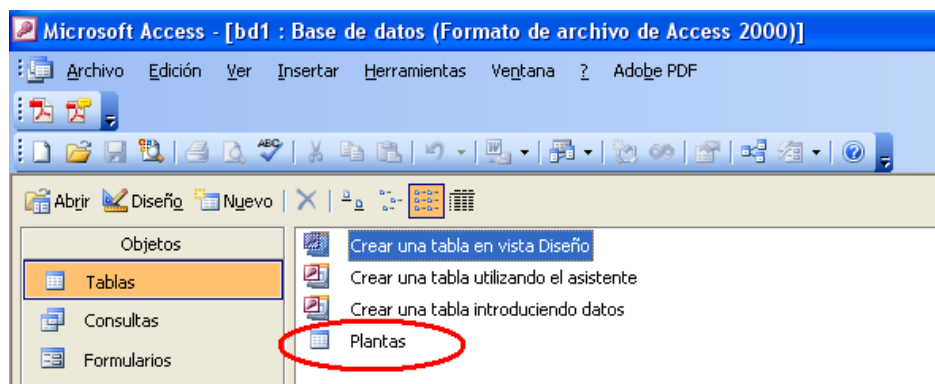 Microsoft Access - [bd1 : Base de datos (Formato de archivo de Access 2000)]
Archivo Edición Ver Insertar Herramientas Ventana ? Adobe PDF
ABC
W
Abrir Diseño Nuevo
Objetos
Tablas
Consultas
Formularios
Crear una tabla en vista Diseño
Crear una tabla utilizando el asistente
Crear una tabla introduciendo datos
Plantas